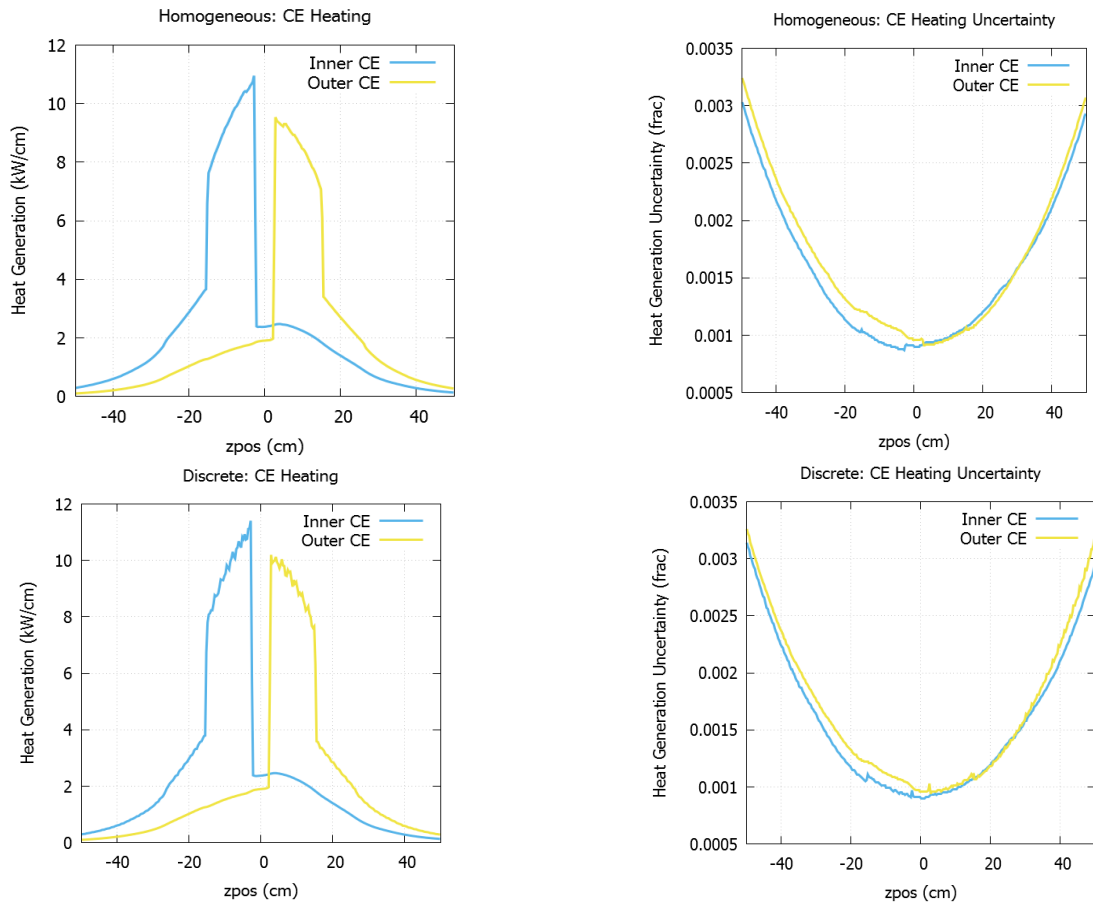 Homogeneous: CE Heating
Heat Generation (kW/cm)
12
10
8
6
4
2
0
Inner CE
Outer CE
-40
-20
0
20
40
zpos (cm)
Homogeneous: CE Heating Uncertainty
Heat Generation Uncertainty (frac)
0.0035
0.003
0.0025
0.002
0.0015
0.001
0.0005
Inner CE
Outer CE
-40
-20
0
20
40
zpos (cm)
Discrete: CE Heating
Heat Generation (kW/cm)
12
10
8
6
4
2
0
Inner CE
Outer CE
-40
-20
0
20
40
zpos (cm)
Discrete: CE Heating Uncertainty
Heat Generation Uncertainty (frac)
0.0035
0.003
0.0025
0.002
0.0015
0.001
0.0005
Inner CE
Outer CE
-40
-20
0
20
40
zpos (cm)